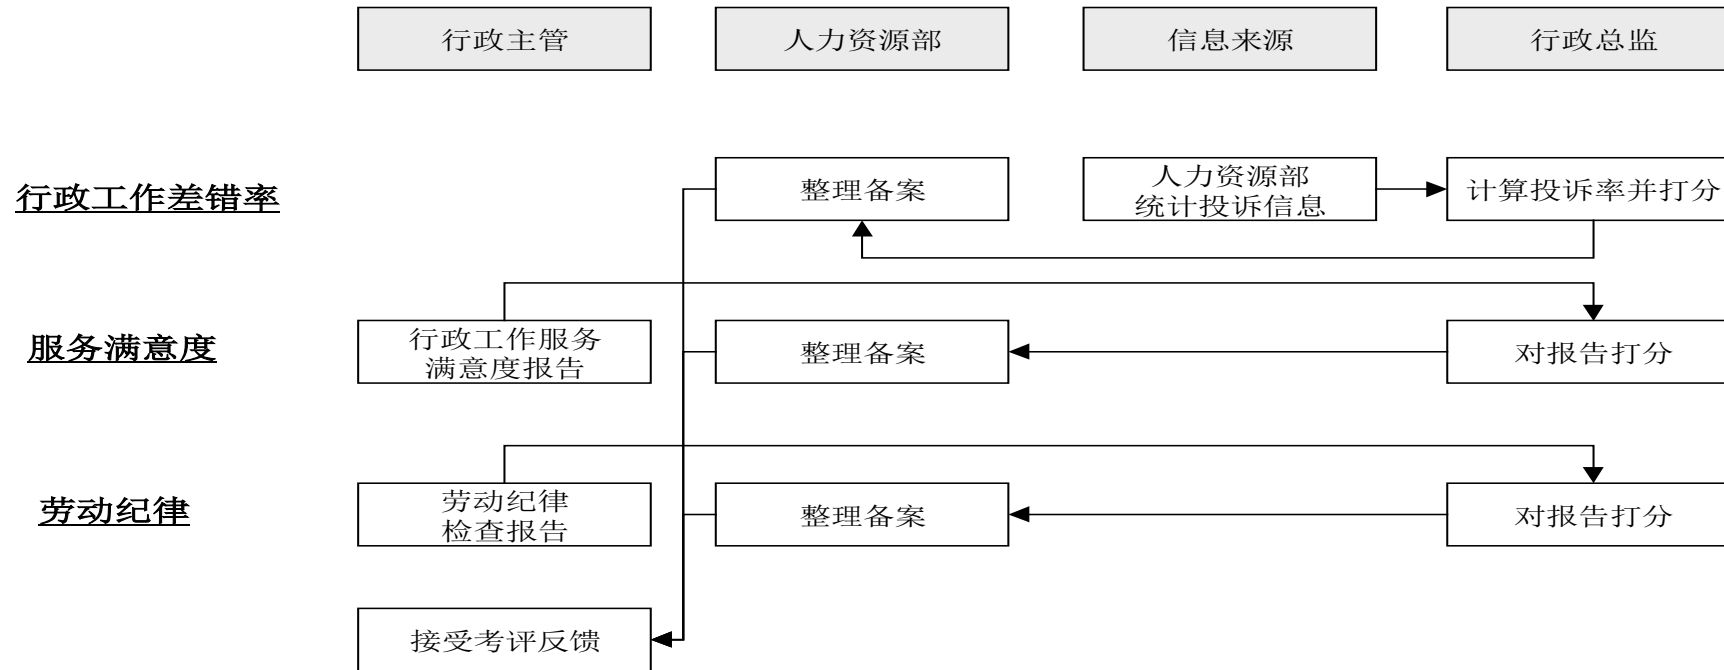 行政主管
人力资源部
信息来源
行政总监
行政工作差错率
整理备案
人力资源部
统计投诉信息
计算投诉率并打分
服务满意度
行政工作服务
满意度报告
整理备案
对报告打分
劳动纪律
劳动纪律
检查报告
整理备案
对报告打分
接受考评反馈